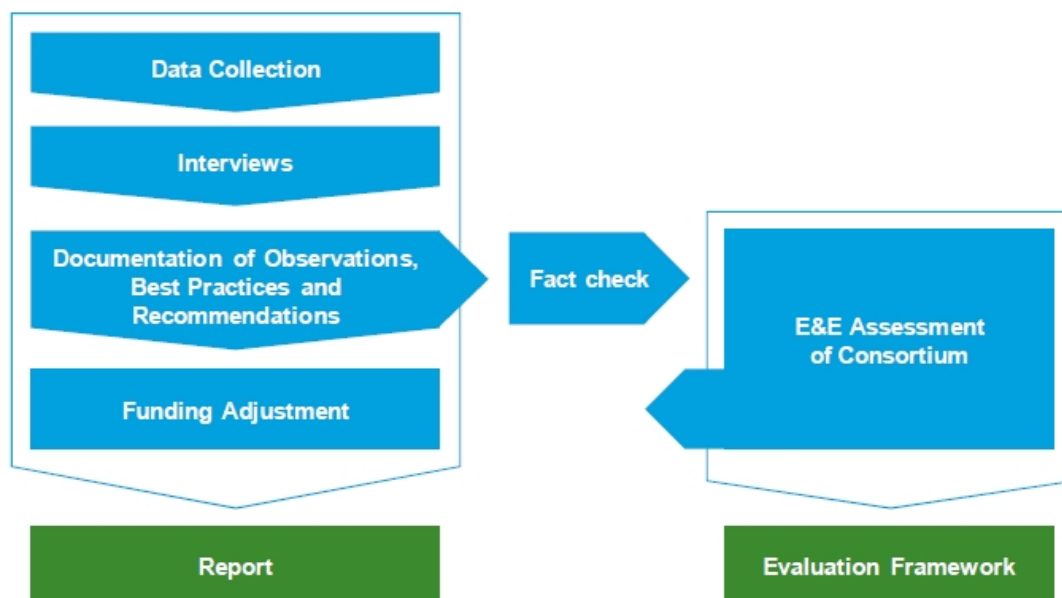 Data Collection
Interviews
Documentation of Observations,
Best Practices and
Recommendations
Fact check
E&E Assessment
of Consortium
Funding Adjustment
Report
Evaluation Framework